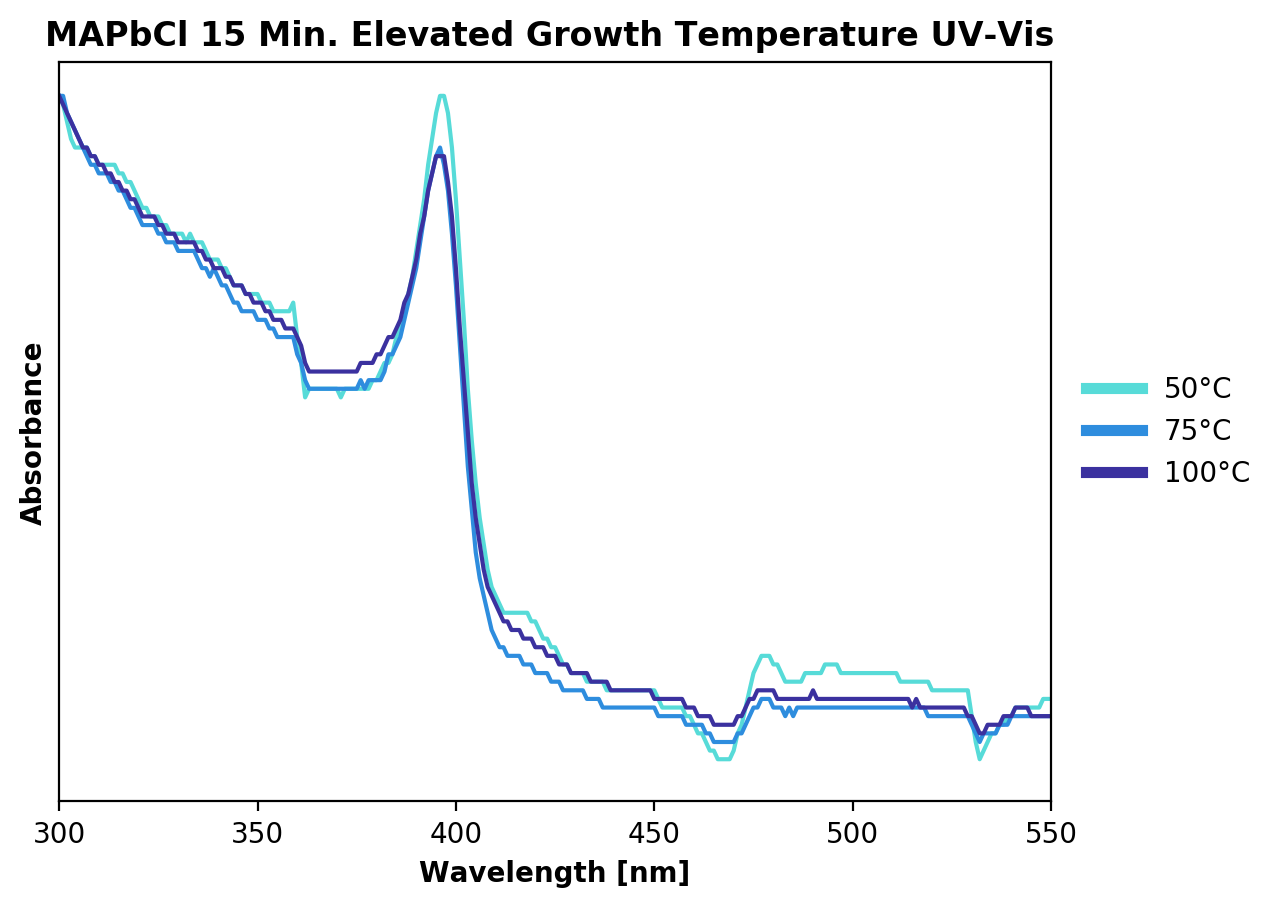 MAPbCl 15 Min. Elevated Growth Temperature UV-Vis
Absorbance
50°C
75°C
100°C
300 350 400 450 500 550
Wavelength [nm]